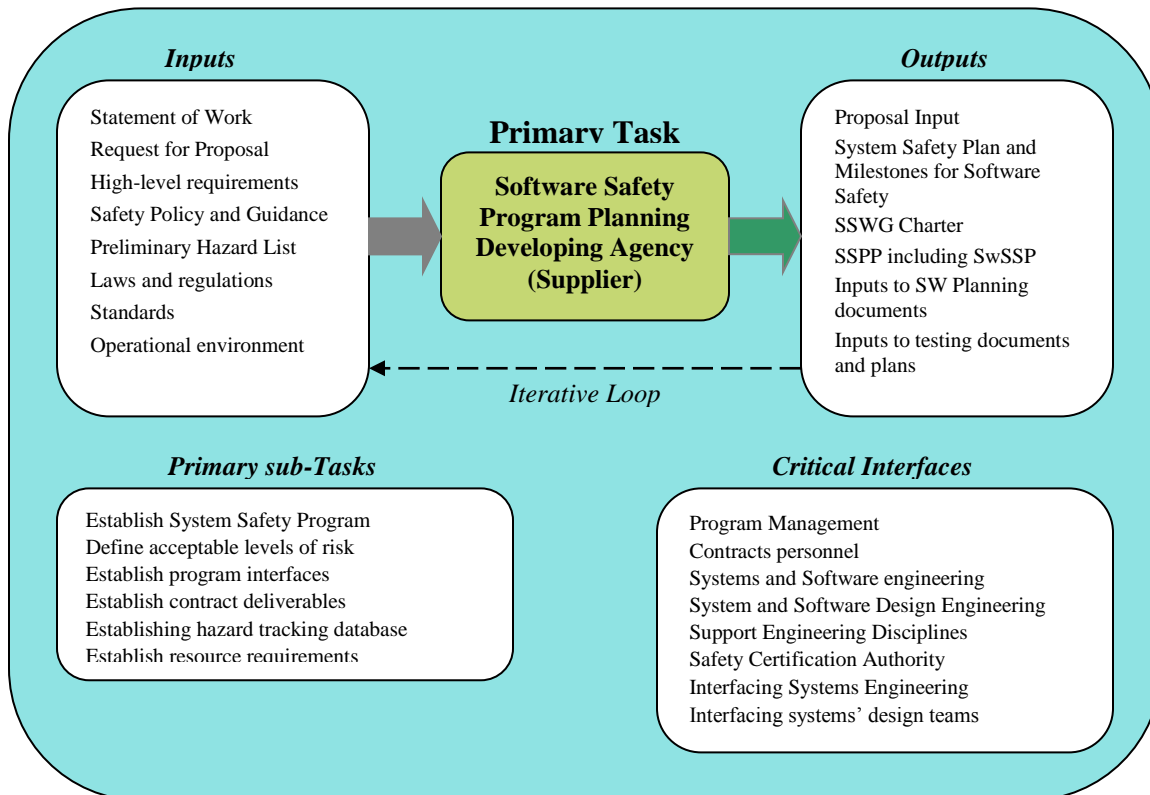 Inputs
Statement of Work
Request for Proposal
High-level requirements
Safety Policy and Guidance
Preliminary Hazard List
Laws and regulations
Standards
Operational environment
Primary Task
Software Safety
Program Planning
Developing Agency
(Supplier)
Outputs
Proposal Input
System Safety Plan and
Milestones for Software
Safety
SSWG Charter
SSPP including SwSSP
Inputs to SW Planning
documents
Inputs to testing documents
and plans
Iterative Loop
Primary sub-Tasks
Establish System Safety Program
Define acceptable levels of risk
Establish program interfaces
Establish contract deliverables
Establishing hazard tracking database
Establish resource requirements
Critical Interfaces
Program Management
Contracts personnel
Systems and Software engineering
System and Software Design Engineering
Support Engineering Disciplines
Safety Certification Authority
Interfacing Systems Engineering
Interfacing systems’ design teams